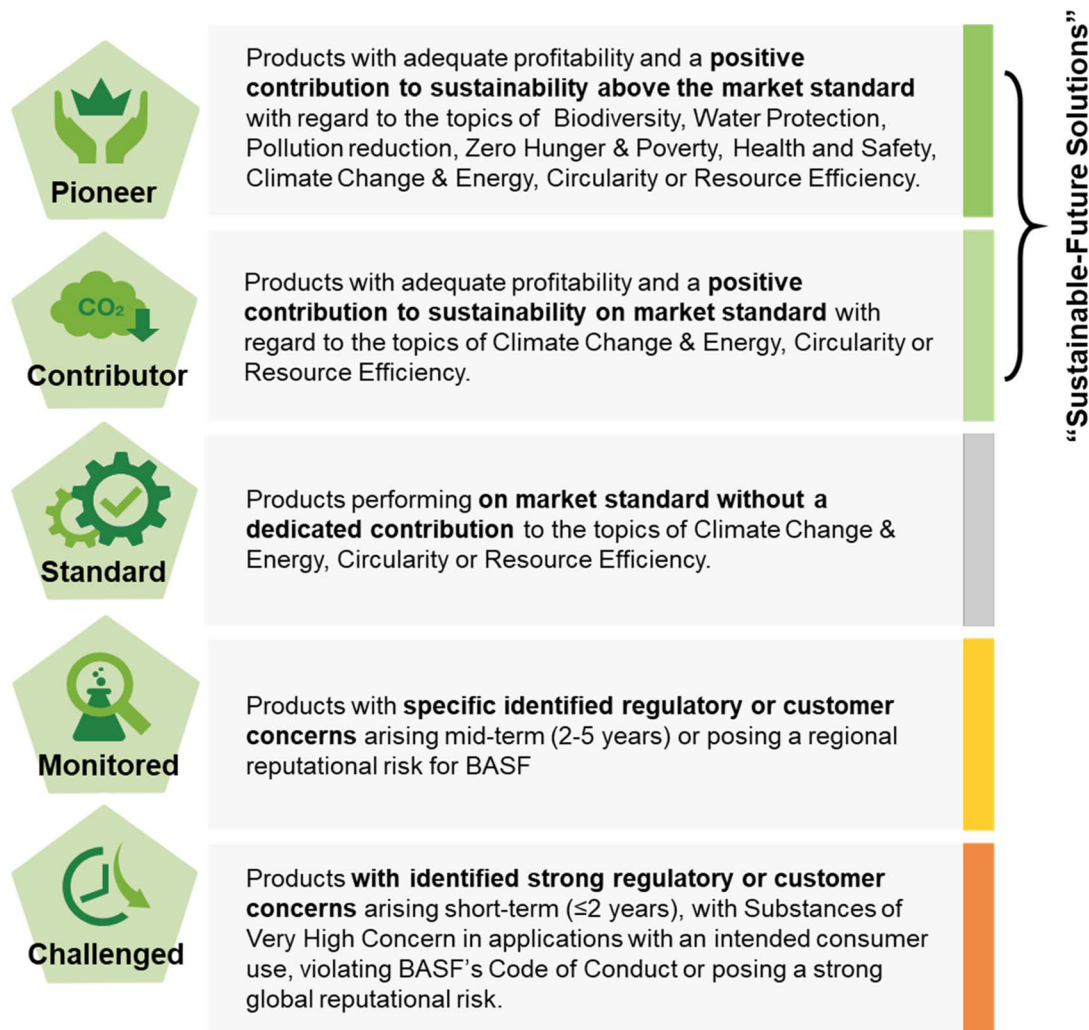 Pioneer
Products with adequate profitability and a positive
contribution to sustainability above the market standard
with regard to the topics of Biodiversity, Water Protection,
Pollution reduction, Zero Hunger & Poverty, Health and Safety,
Climate Change & Energy, Circularity or Resource Efficiency.
CO₂
Contributor
Products with adequate profitability and a positive
contribution to sustainability on market standard with
regard to the topics of Climate Change & Energy, Circularity or
Resource Efficiency.
“Sustainable-Future Solutions”
Standard
Products performing on market standard without a
dedicated contribution to the topics of Climate Change &
Energy, Circularity or Resource Efficiency.
Monitored
Products with specific identified regulatory or customer
concerns arising mid-term (2-5 years) or posing a regional
reputational risk for BASF
Challenged
Products with identified strong regulatory or customer
concerns arising short-term (≤2 years), with Substances of
Very High Concern in applications with an intended consumer
use, violating BASF’s Code of Conduct or posing a strong
global reputational risk.